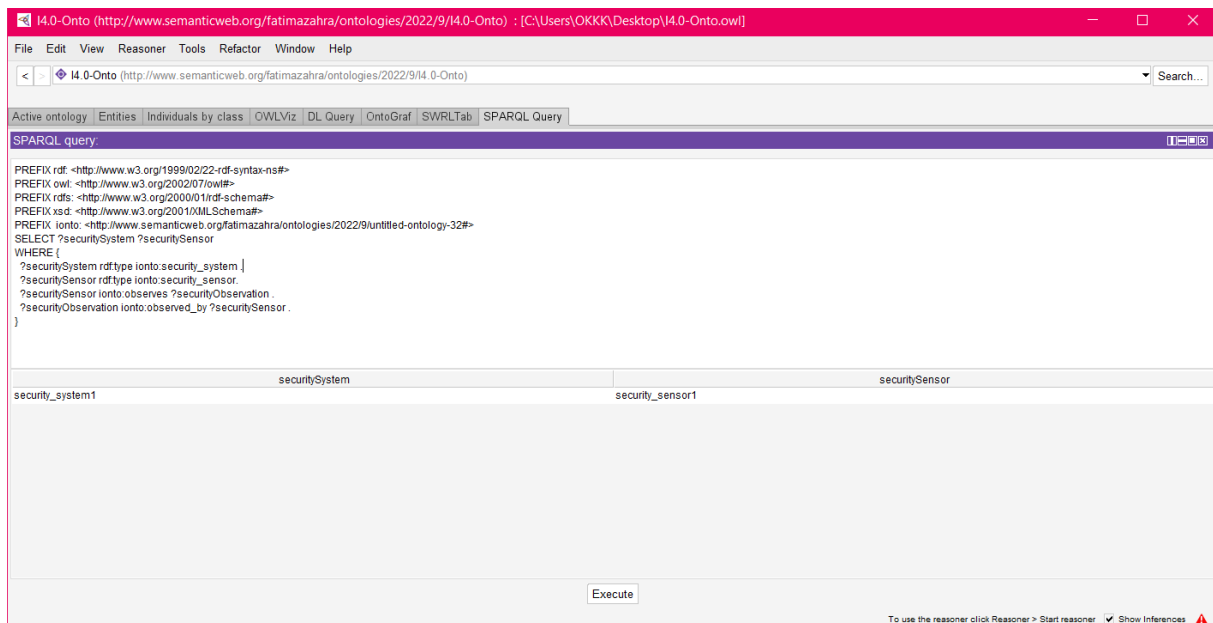 I4.0-Onto (http://www.semanticweb.org/fatimazahra/ontologies/2022/9/I4.0-Onto) : [C:\Users\OKKK\Desktop\I4.0-Onto.owl]
File Edit View Reasoner Tools Refactor Window Help
< > I4.0-Onto (http://www.semanticweb.org/fatimazahra/ontologies/2022/9/I4.0-Onto) Search...
Active ontology Entities Individuals by class OWLViz DL Query OntoGraf SWRLTab SPARQL Query
SPARQL query:
PREFIX rdf: <http://www.w3.org/1999/02/22-rdf-syntax-ns#>
PREFIX owl: <http://www.w3.org/2002/07/owl#>
PREFIX rdfs: <http://www.w3.org/2000/01/rdf-schema#>
PREFIX xsd: <http://www.w3.org/2001/XMLSchema#>
PREFIX ionto: <http://www.semanticweb.org/fatimazahra/ontologies/2022/9/untitled-ontology-32#>
SELECT ?securitySystem ?securitySensor
WHERE {
?securitySystem rdf:type ionto:security_system .
?securitySensor rdf:type ionto:security_sensor.
?securitySensor ionto:observes ?securityObservation .
?securityObservation ionto:observed_by ?securitySensor .
}
securitySystem securitySensor
security_system1 security_sensor1
Execute
To use the reasoner click Reasoner > Start reasoner Show Inferences